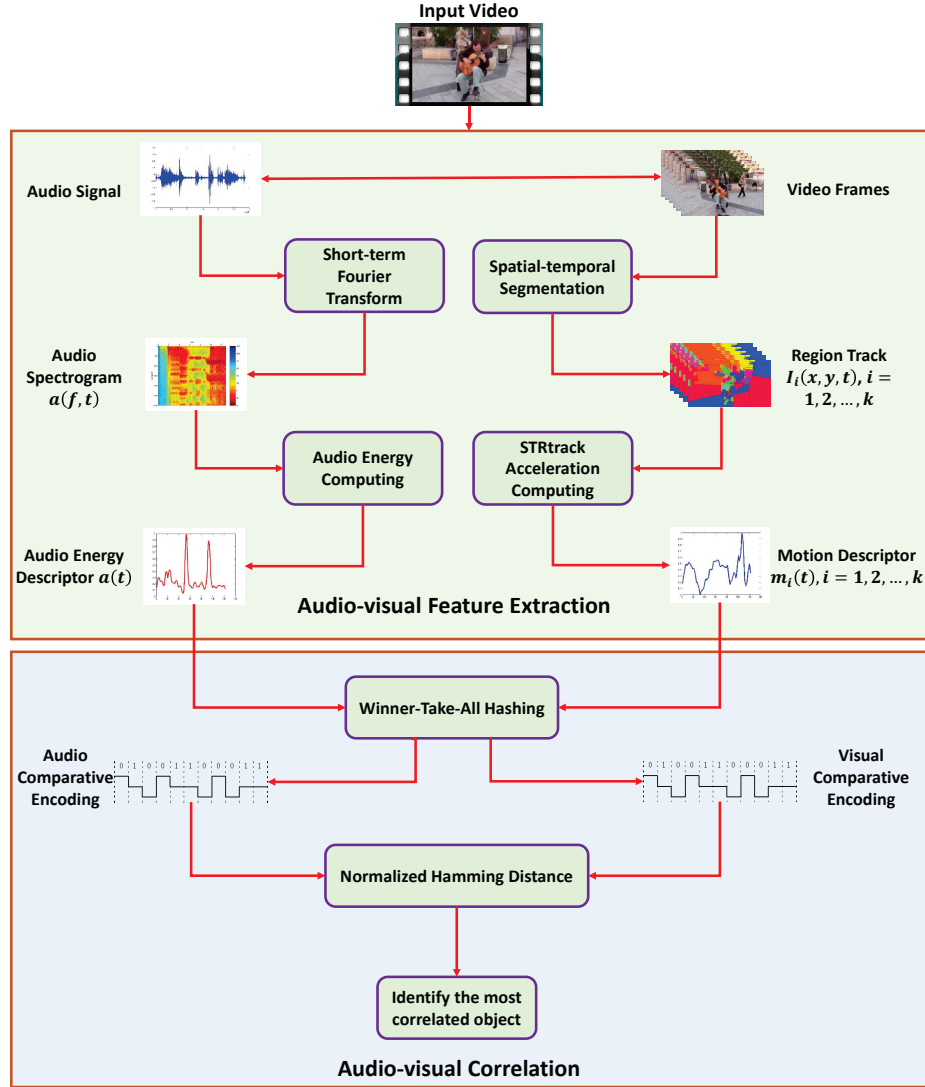 Input Video
Audio Signal
Video Frames
Short-term
Fourier
Transform
Spatial-temporal
Segmentation
Audio
Spectrogram
a(f, t)
Region Track
I_i(x, y, t), i =
1, 2, ..., k
Audio Energy
Computing
STRtrack
Acceleration
Computing
Audio Energy
Descriptor a(t)
Motion Descriptor
m_i(t), i = 1, 2, ..., k
Audio-visual Feature Extraction
Winner-Take-All Hashing
Audio
Comparative
Encoding
0 1 0 0 1 1 0 0 0 1 1
0 1 0 0 1 1 0 0 0 1 1
Visual
Comparative
Encoding
Normalized Hamming Distance
Identify the most
correlated object
Audio-visual Correlation